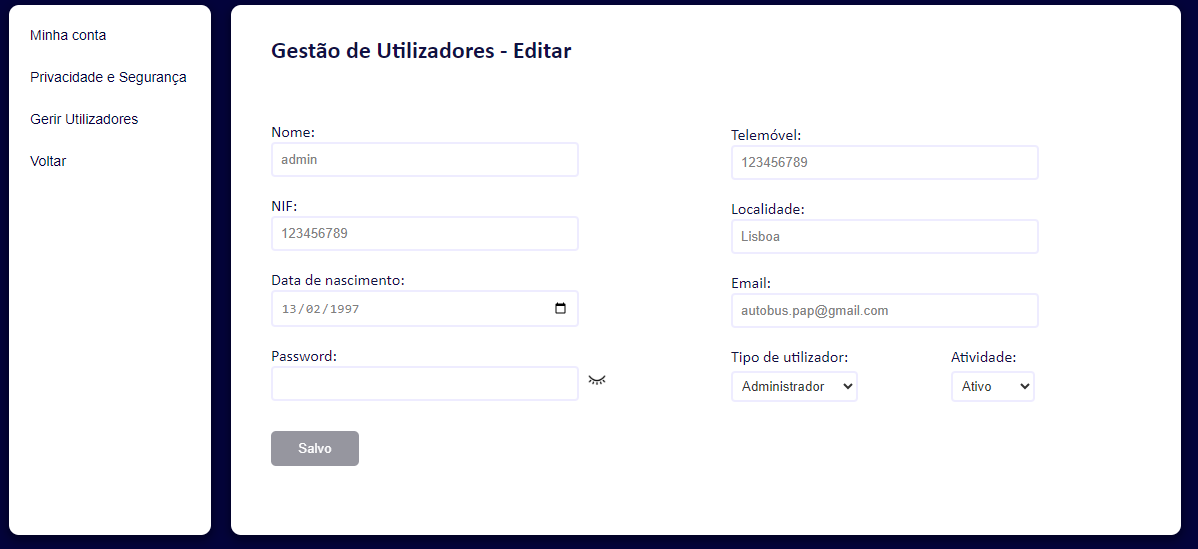 Minha conta
Privacidade e Segurança
Gerir Utilizadores
Voltar
Gestão de Utilizadores - Editar
Nome:
admin
NIF:
123456789
Data de nascimento:
13/02/1997
Password:
Salvo
Telemóvel:
123456789
Localidade:
Lisboa
Email:
autobus.pap@gmail.com
Tipo de utilizador: Atividade:
Administrador Ativo